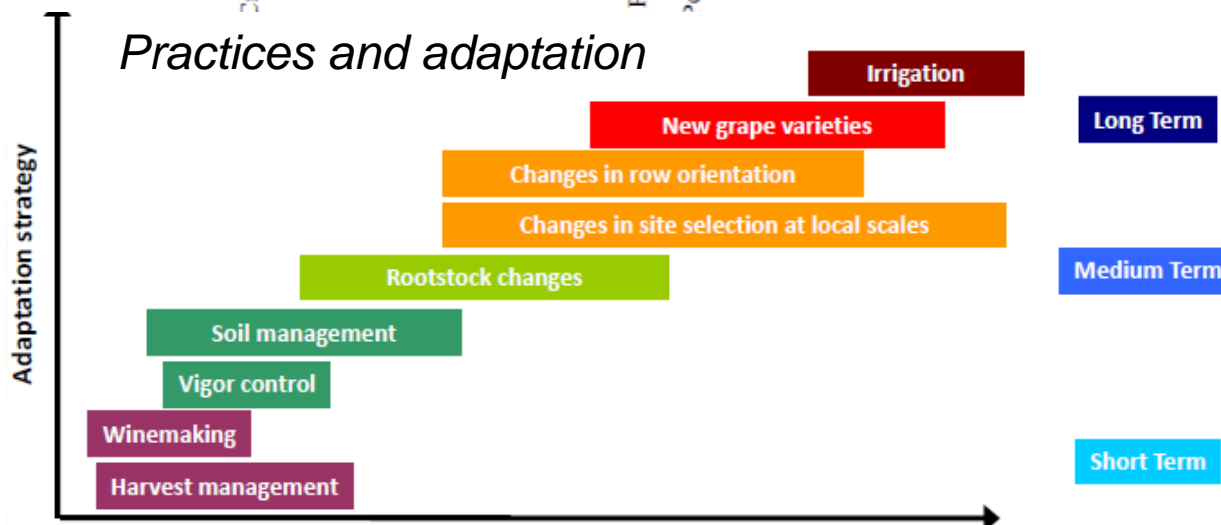 Practices and adaptation
Irrigation
New grape varieties
Long Term
Changes in row orientation
Changes in site selection at local scales
Adaptation strategy
Rootstock changes
Medium Term
Soil management
Vigor control
Winemaking
Short Term
Harvest management